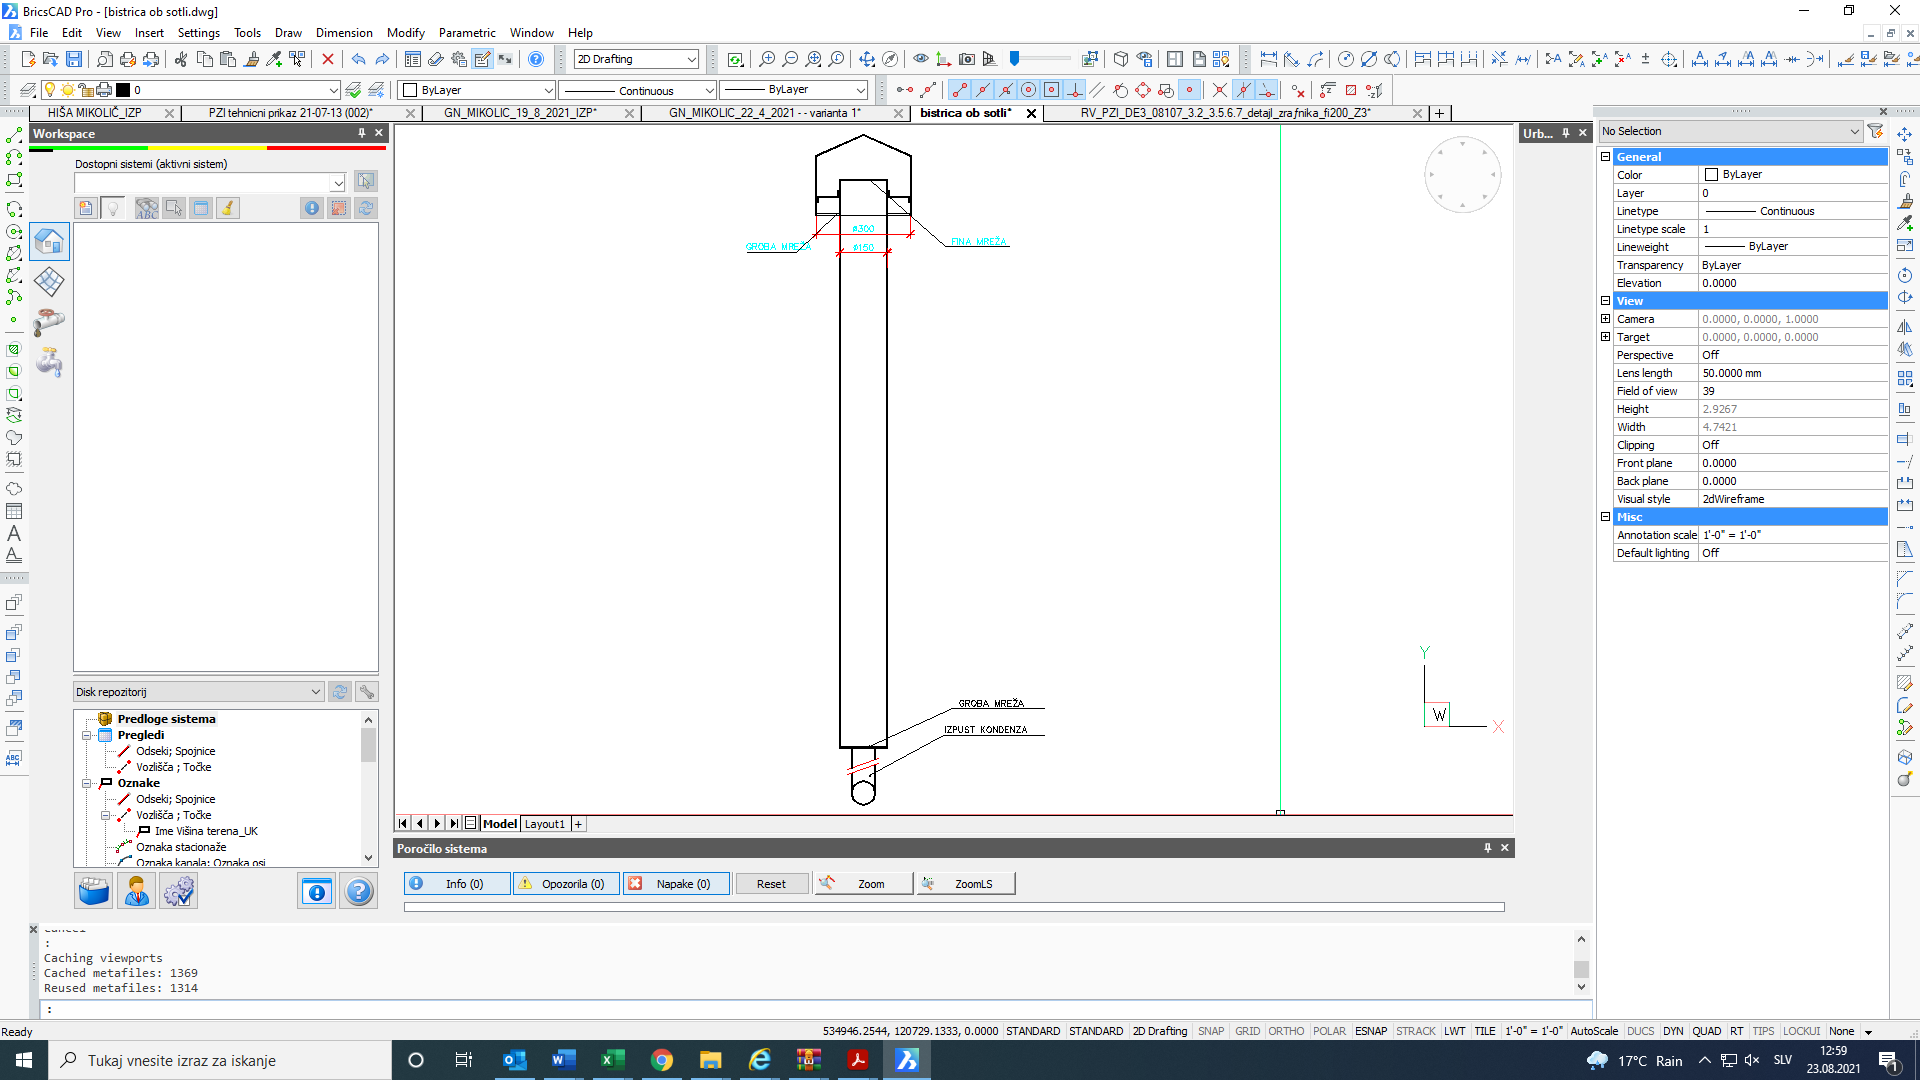 BricsCAD Pro - [bistrica ob sotli.dwg]
File Edit View Insert Settings Tools Draw Dimension Modify Parametric Window Help
2D Drafting
0 ByLayer Continuous ByLayer
HIŠA MIKOLIČ_IZP PZI tehnicni prikaz 21-07-13 (002)* GN_MIKOLIC_19_8_2021_IZP* GN_MIKOLIC_22_4_2021 - - varianta 1* bistrica ob sotli* RV_PZI_DE3_08107_3.2_3.5.6.7_detajl_zračnika_fi200_Z3*
Workspace
Dostopni sistemi (aktivni sistem)
Disk repozitorij
Predloge sistema
Pregledi
Odseki; Spojnice
Vozlišča ; Točke
Oznake
Odseki; Spojnice
Vozlišča ; Točke
Ime Višina terena_UK
Oznaka stacionaže
Oznaka kanala; Oznaka osi
ø300
GROBA MREŽA
FINA MREŽA
ø150
GROBA MREŽA
IZPUST KONDENZA
Y
W
X
Model Layout1 +
Poročilo sistema
Info (0) Opozorila (0) Napake (0) Reset Zoom ZoomLS
Urb...
No Selection
General
Color ByLayer
Layer 0
Linetype Continuous
Linetype scale 1
Lineweight ByLayer
Transparency ByLayer
Elevation 0.0000
View
Camera 0.0000, 0.0000, 1.0000
Target 0.0000, 0.0000, 0.0000
Perspective Off
Lens length 50.0000 mm
Field of view 39
Height 2.9267
Width 4.7421
Clipping Off
Front plane 0.0000
Back plane 0.0000
Visual style 2dWireframe
Misc
Annotation scale 1'-0" = 1'-0"
Default lighting Off
:
Caching viewports
Cached metafiles: 1369
Reused metafiles: 1314
:
Ready 534946.2544, 120729.1333, 0.0000 STANDARD STANDARD 2D Drafting SNAP GRID ORTHO POLAR ESNAP STRACK LWT TILE 1'-0" = 1'-0" AutoScale DUCS DYN QUAD RT TIPS LOCKUI None
Tukaj vnesite izraz za iskanje
17°C Rain SLV 12:59
23.08.2021
1